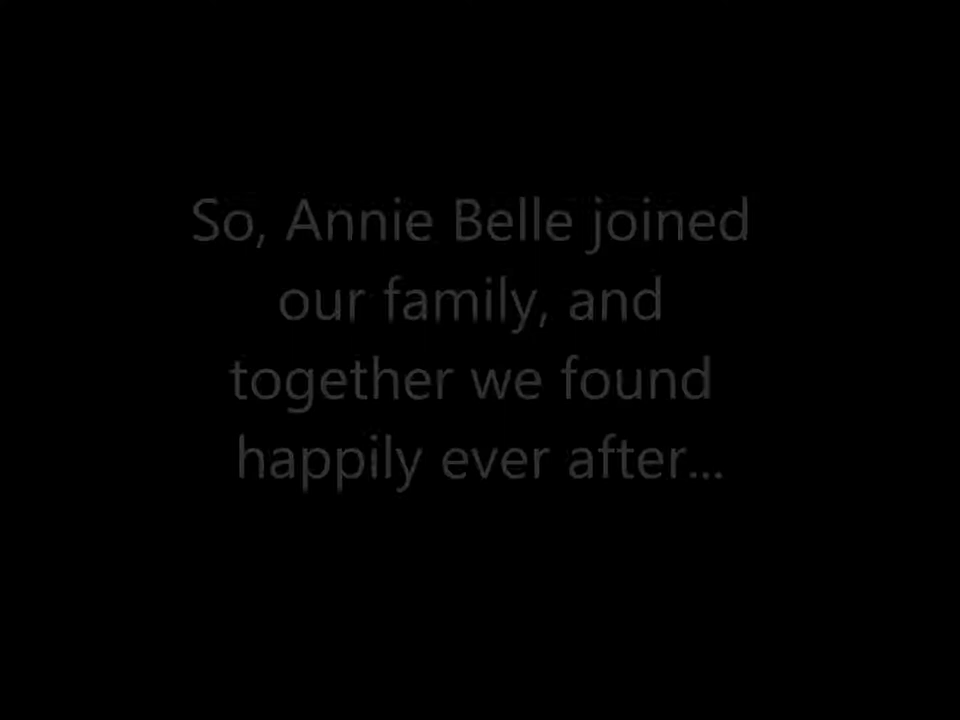 So, Annie Belle joined
our family, and
together we found
happily ever after...